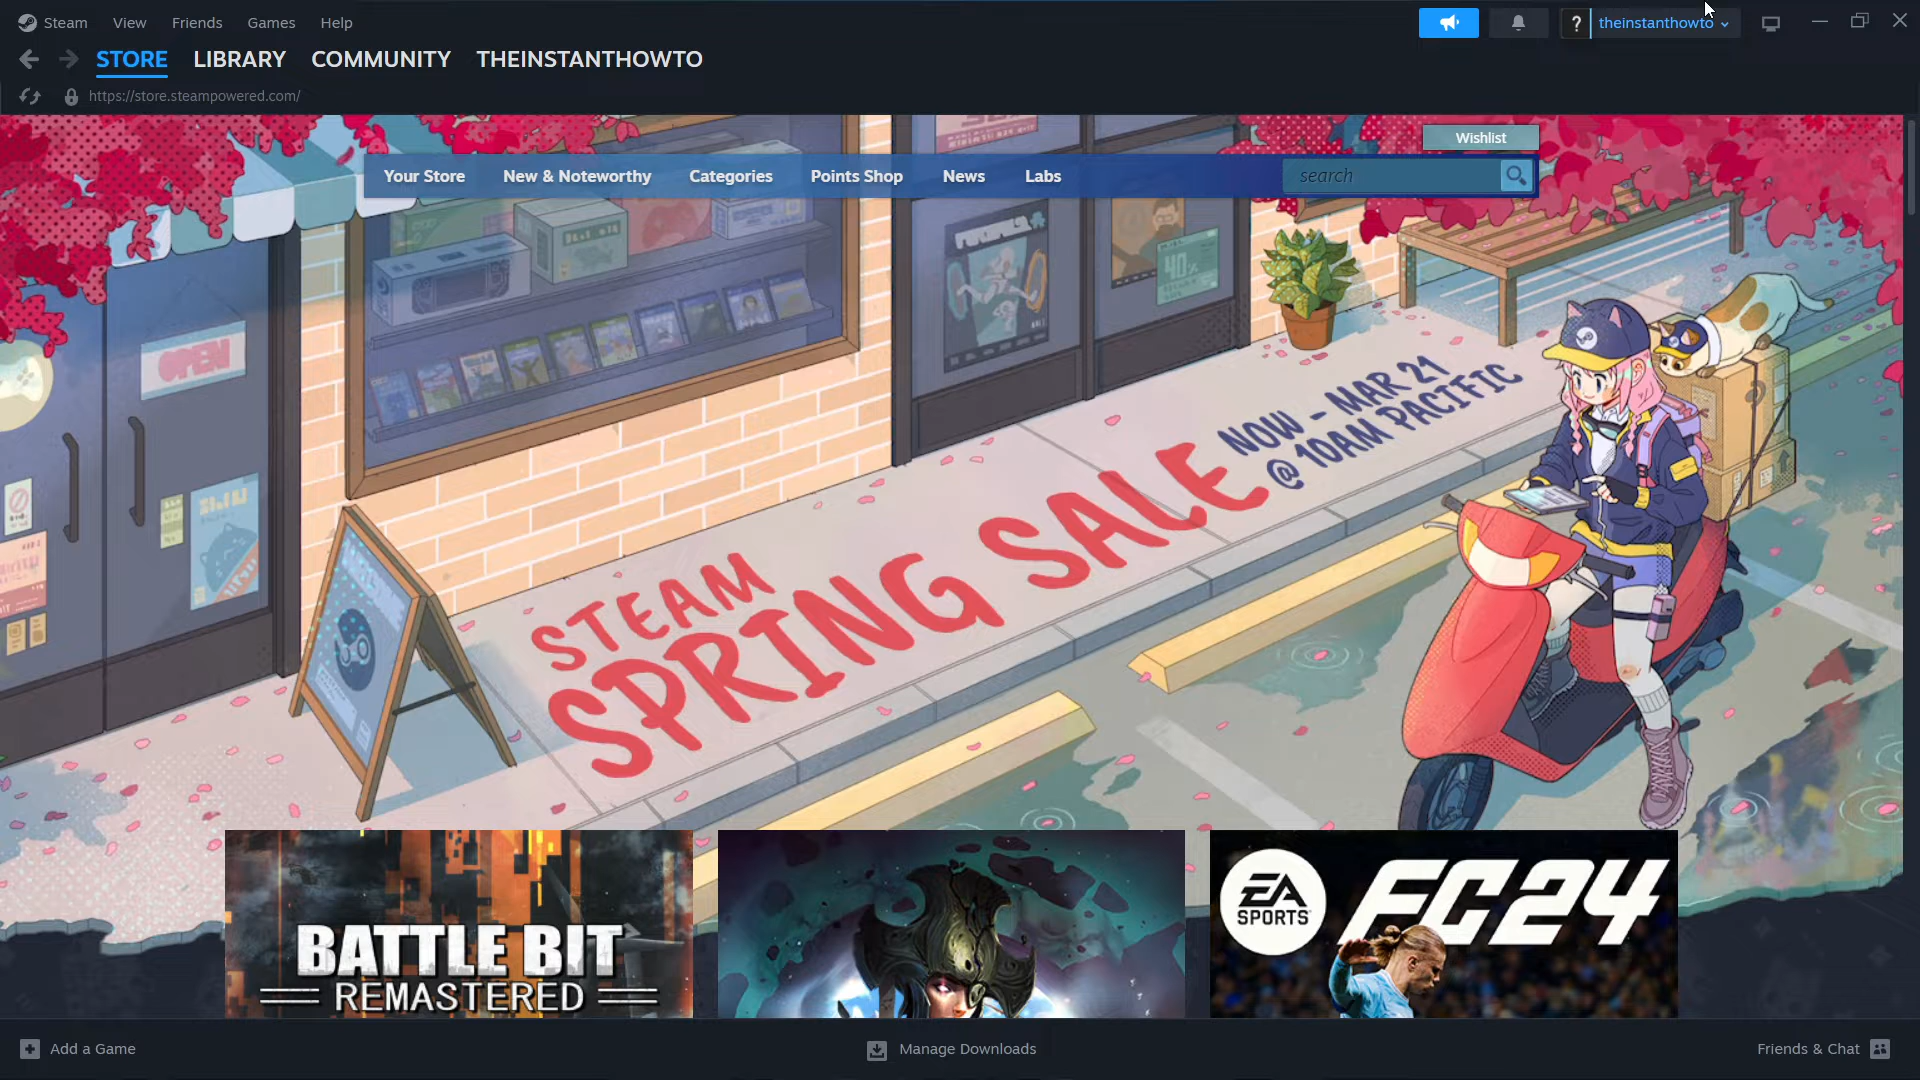 Steam View Friends Games Help
? theinstanthowto
STORE LIBRARY COMMUNITY THEINSTANTHOWTO
https://store.steampowered.com/
Wishlist
Your Store New & Noteworthy Categories Points Shop News Labs
search
OPEN
40%
NOW - MAR 21
@ 10AM PACIFIC
STEAM
SPRING SALE
BATTLE BIT
REMASTERED
EA
SPORTS
FC24
Add a Game
Manage Downloads
Friends & Chat